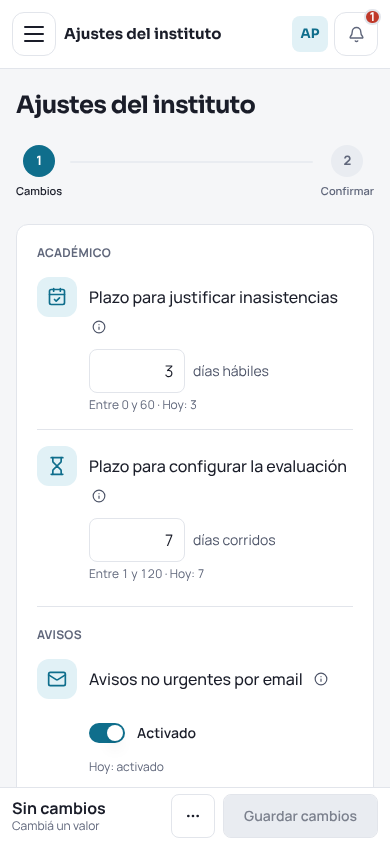 Ajustes del instituto
AP
1
Ajustes del instituto
1
2
Cambios
Confirmar
ACADÉMICO
Plazo para justificar inasistencias
3
días hábiles
Entre 0 y 60 · Hoy: 3
Plazo para configurar la evaluación
7
días corridos
Entre 1 y 120 · Hoy: 7
AVISOS
Avisos no urgentes por email
Activado
Hoy: activado
Sin cambios
Cambiá un valor
Guardar cambios